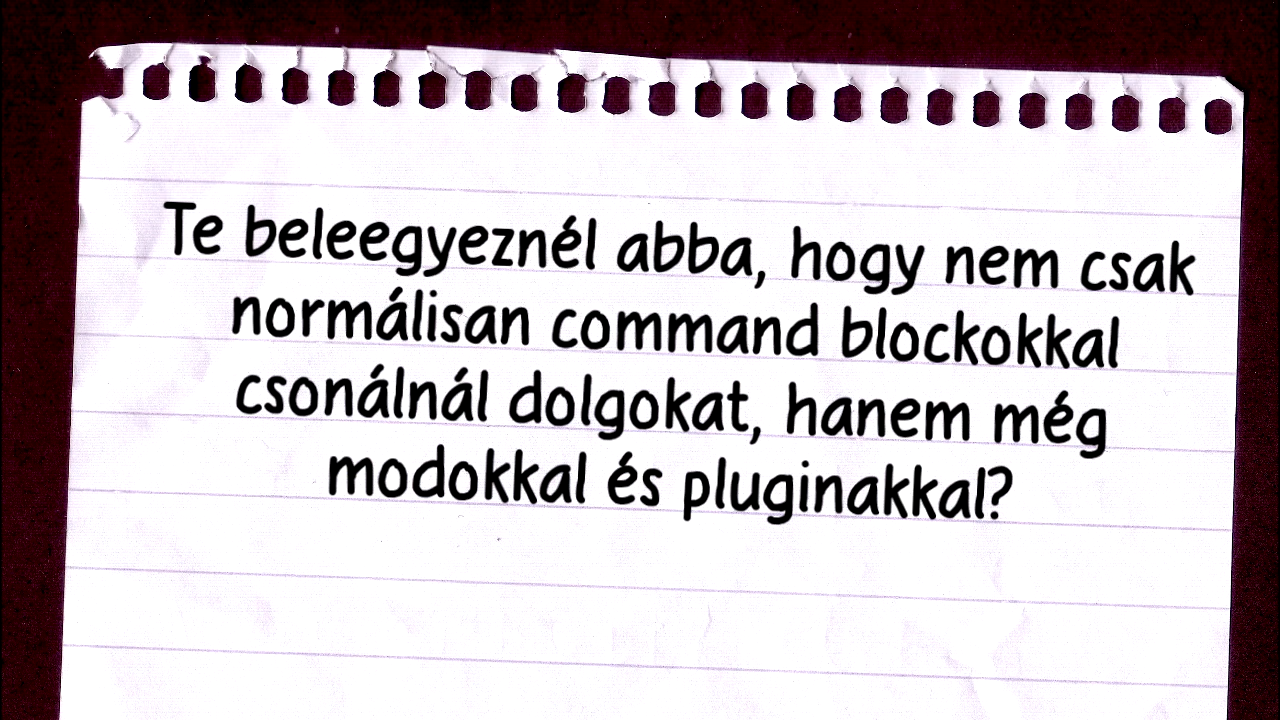 Te beleegyeznél abba, hogy nem csak
normálisan command blockokkal
csonálnál dolgokat, hanem még
modokkal és pluginakkal?